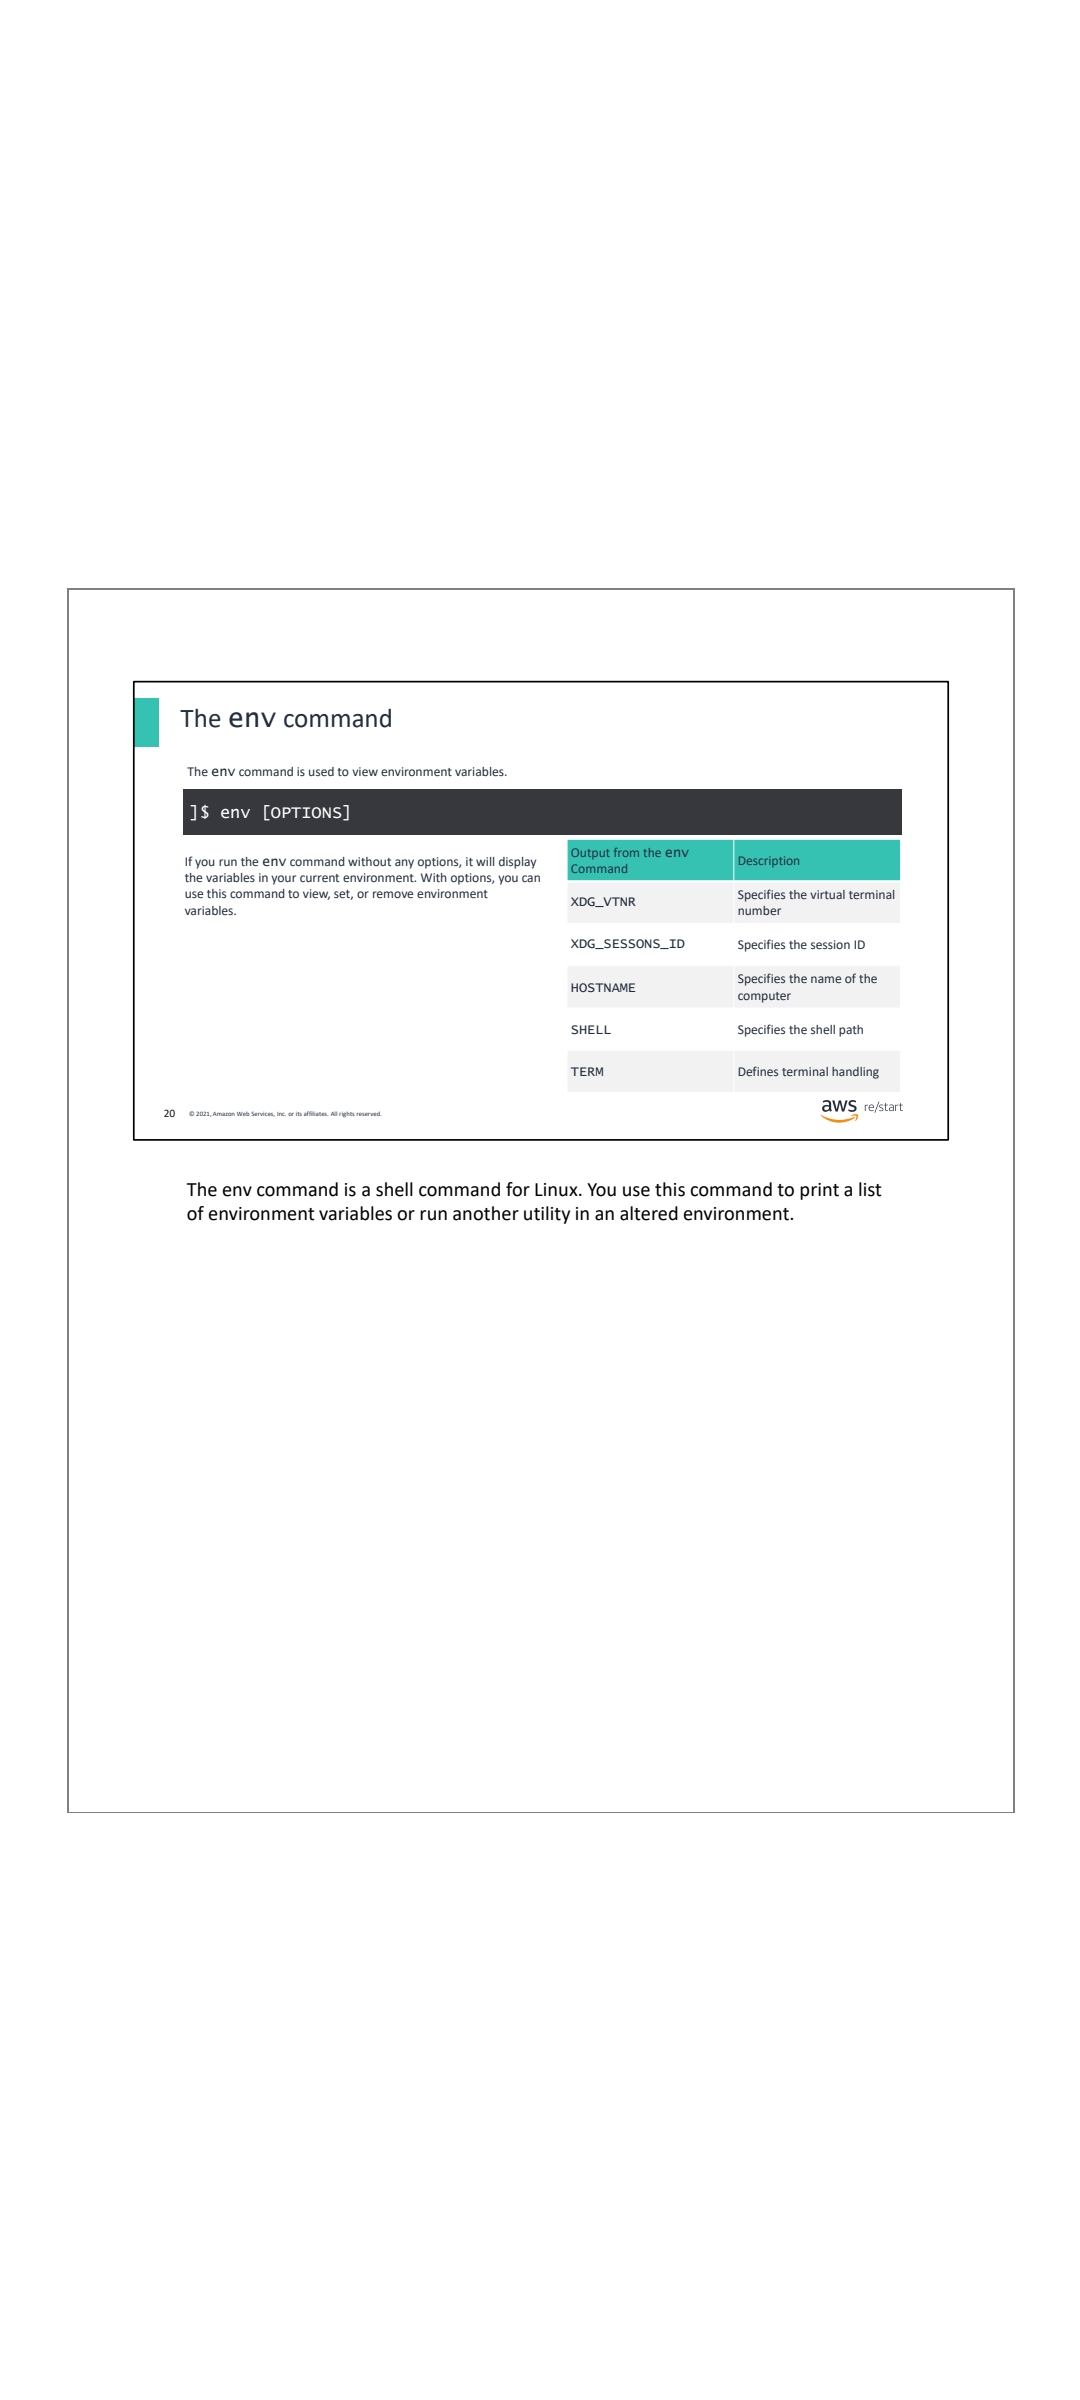 The env command
The env command is used to view environment variables.
]$ env [OPTIONS]
If you run the env command without any options, it will display
the variables in your current environment. With options, you can
use this command to view, set, or remove environment
variables.
Output from the env
Command
Description
XDG_VTNR
Specifies the virtual terminal
number
XDG_SESSONS_ID
Specifies the session ID
HOSTNAME
Specifies the name of the
computer
SHELL
Specifies the shell path
TERM
Defines terminal handling
20 © 2021, Amazon Web Services, Inc. or its affiliates. All rights reserved.
aws re/start
The env command is a shell command for Linux. You use this command to print a list
of environment variables or run another utility in an altered environment.